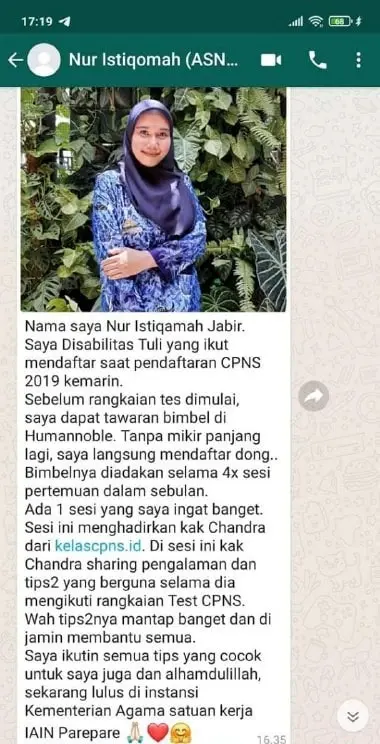 17:19
68
Nur Istiqomah (ASN...
Nama saya Nur Istiqamah Jabir.
Saya Disabilitas Tuli yang ikut
mendaftar saat pendaftaran CPNS
2019 kemarin.
Sebelum rangkaian tes dimulai,
saya dapat tawaran bimbel di
Humannoble. Tanpa mikir panjang
lagi, saya langsung mendaftar dong..
Bimbelnya diadakan selama 4x sesi
pertemuan dalam sebulan.
Ada 1 sesi yang saya ingat banget.
Sesi ini menghadirkan kak Chandra
dari kelascpns.id. Di sesi ini kak
Chandra sharing pengalaman dan
tips2 yang berguna selama dia
mengikuti rangkaian Test CPNS.
Wah tips2nya mantap banget dan di
jamin membantu semua.
Saya ikutin semua tips yang cocok
untuk saya juga dan alhamdulillah,
sekarang lulus di instansi
Kementerian Agama satuan kerja
IAIN Parepare 🙏🏻❤️🤗
16.35